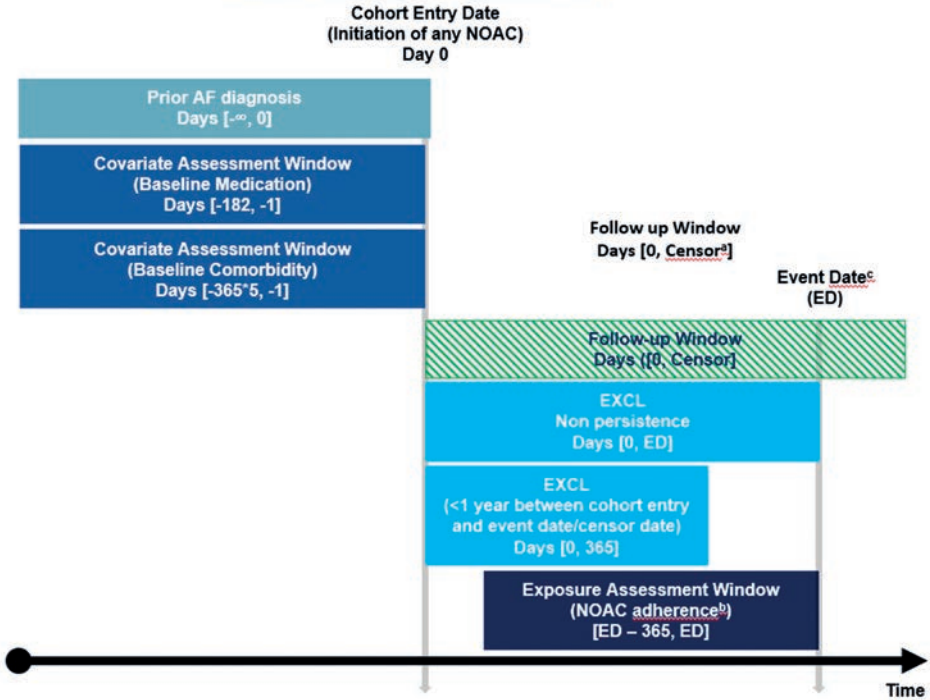 Cohort Entry Date
(Initiation of any NOAC)
Day 0
Prior AF diagnosis
Days [-∞, 0]
Covariate Assessment Window
(Baseline Medication)
Days [-182, -1]
Covariate Assessment Window
(Baseline Comorbidity)
Days [-365*5, -1]
Follow up Window
Days [0, Censorᵃ]
Event Dateᶜ
(ED)
Follow-up Window
Days ([0, Censor]
EXCL
Non persistence
Days [0, ED]
EXCL
(<1 year between cohort entry
and event date/censor date)
Days [0, 365]
Exposure Assessment Window
(NOAC adherenceᵇ)
[ED – 365, ED]
Time